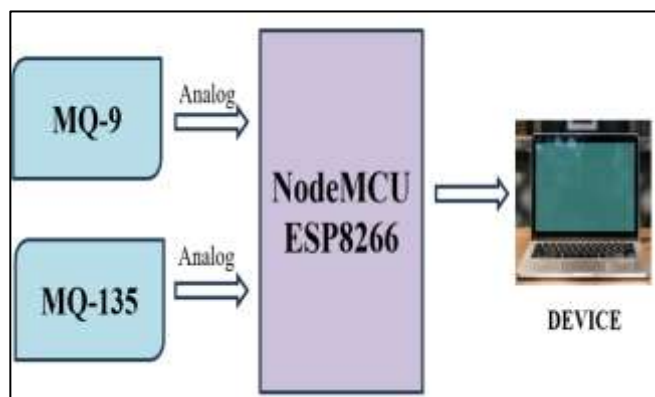 MQ-9
Analog
NodeMCU
ESP8266
MQ-135
Analog
DEVICE